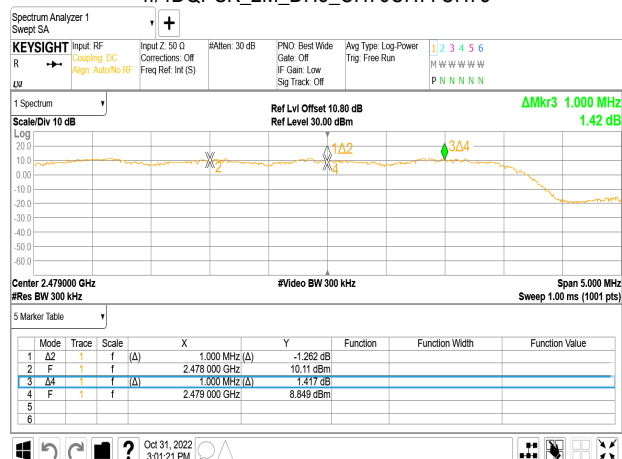 Spectrum Analyzer 1
Swept SA
KEYSIGHT
R
Input: RF
Coupling: DC
Align: Auto/No RF
Input Z: 50 Ω
Corrections: Off
Freq Ref: Int (S)
#Atten: 30 dB
PNO: Best Wide
Gate: Off
IF Gain: Low
Sig Track: Off
Avg Type: Log-Power
Trig: Free Run
1 2 3 4 5 6
M W W W W W
P N N N N N
1 Spectrum
Scale/Div 10 dB
Ref Lvl Offset 10.80 dB
Ref Level 30.00 dBm
ΔMkr3 1.000 MHz
1.42 dB
Log
20.0
10.0
0.00
-10.0
-20.0
-30.0
-40.0
-50.0
-60.0
2
1Δ2
4
3Δ4
Center 2.479000 GHz
#Res BW 300 kHz
#Video BW 300 kHz
Span 5.000 MHz
Sweep 1.00 ms (1001 pts)
5 Marker Table
Mode Trace Scale X Y Function Function Width Function Value
1 Δ2 1 f (Δ) 1.000 MHz (Δ) -1.262 dB
2 F 1 f 2.478 000 GHz 10.11 dBm
3 Δ4 1 f (Δ) 1.000 MHz (Δ) 1.417 dB
4 F 1 f 2.479 000 GHz 8.849 dBm
5
6
?
Oct 31, 2022
3:01:21 PM